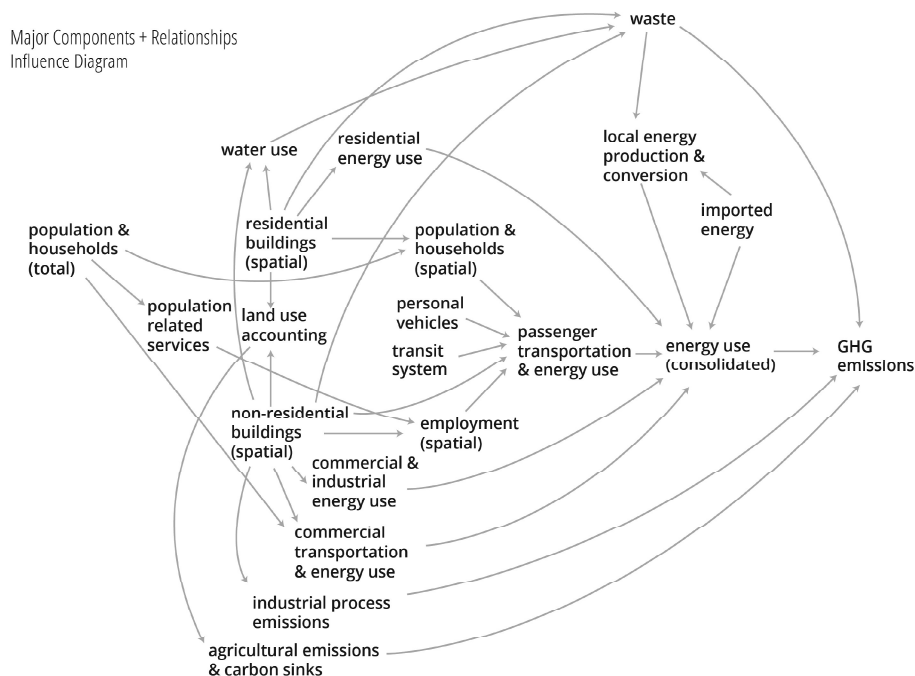 Major Components + Relationships
Influence Diagram
waste
water use
residential
energy use
local energy
production &
conversion
imported
energy
population &
households
(total)
residential
buildings
(spatial)
population &
households
(spatial)
population
related
services
land use
accounting
personal
vehicles
transit
system
passenger
transportation
& energy use
energy use
(consolidated)
GHG
emissions
non-residential
buildings
(spatial)
employment
(spatial)
commercial &
industrial
energy use
commercial
transportation
& energy use
industrial process
emissions
agricultural emissions
& carbon sinks